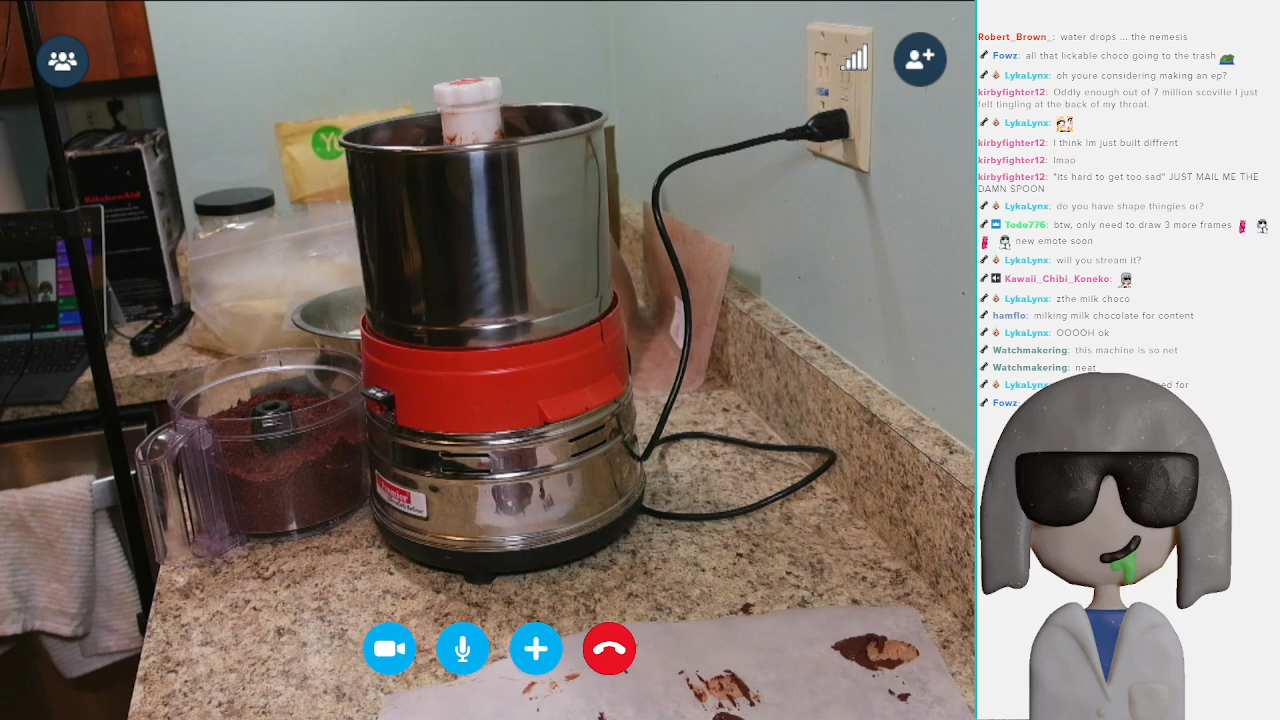 Robert_Brown_: water drops ... the nemesis
Fowz: all that lickable choco going to the trash
LykaLynx: oh youre considering making an ep?
kirbyfighter12: Oddly enough out of 7 million scoville I just
felt tingling at the back of my throat.
LykaLynx:
kirbyfighter12: I think Im just built diffrent
kirbyfighter12: lmao
kirbyfighter12: "its hard to get too sad" JUST MAIL ME THE
DAMN SPOON
LykaLynx: do you have shape thingies or?
Todo776: btw, only need to draw 3 more frames
new emote soon
LykaLynx: will you stream it?
Kawaii_Chibi_Koneko:
LykaLynx: zthe milk choco
hamflo: milking milk chocolate for content
LykaLynx: OOOOH ok
Watchmakering: this machine is so net
Watchmakering: neat
LykaLynx: ed for
Fowz:
KitchenAid
Premier